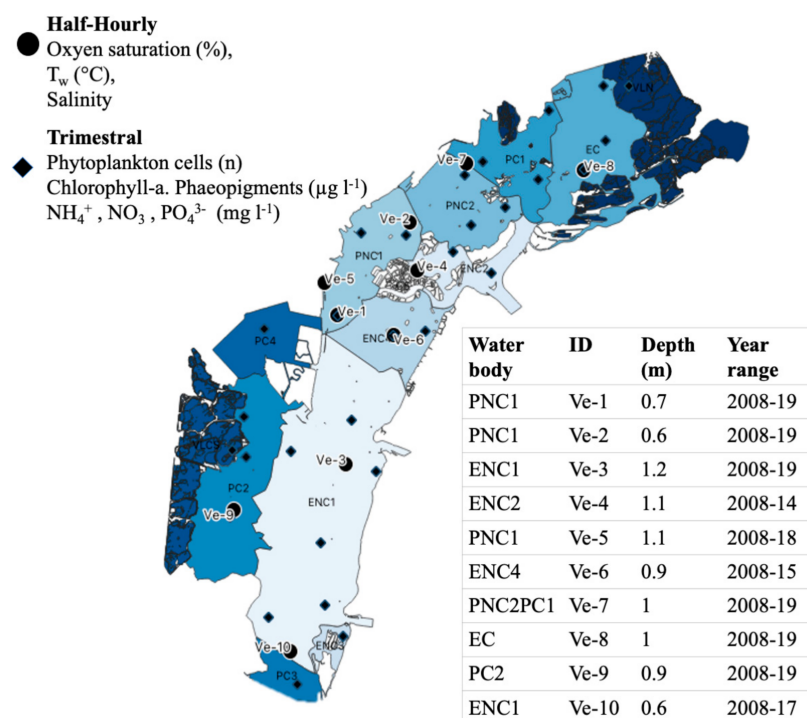 Half-Hourly
Oxyen saturation (%),
Tw (°C),
Salinity
Trimestral
Phytoplankton cells (n)
Chlorophyll-a. Phaeopigments (µg l-1)
NH4+ , NO3 , PO43- (mg l-1)
VLN
EC
Ve-8
PC1
Ve-7
PNC2
Ve-2
PNC1
Ve-4
ENC2
Ve-5
Ve-1
ENC4
Ve-6
PC4
PC2
Ve-9
Ve-3
ENC1
Ve-10
ENC3
PC3
Water body ID Depth (m) Year range
PNC1 Ve-1 0.7 2008-19
PNC1 Ve-2 0.6 2008-19
ENC1 Ve-3 1.2 2008-19
ENC2 Ve-4 1.1 2008-14
PNC1 Ve-5 1.1 2008-18
ENC4 Ve-6 0.9 2008-15
PNC2PC1 Ve-7 1 2008-19
EC Ve-8 1 2008-19
PC2 Ve-9 0.9 2008-19
ENC1 Ve-10 0.6 2008-17